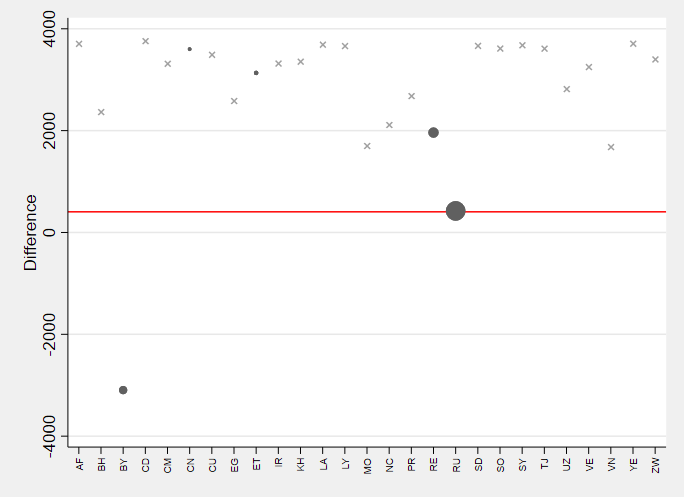 Difference
4000
2000
0
-2000
-4000
AF BH BY CD CM CN CU EG ET IR KH LA LY MO NC PR RE RU SD SO SY TJ UZ VE VN YE ZW